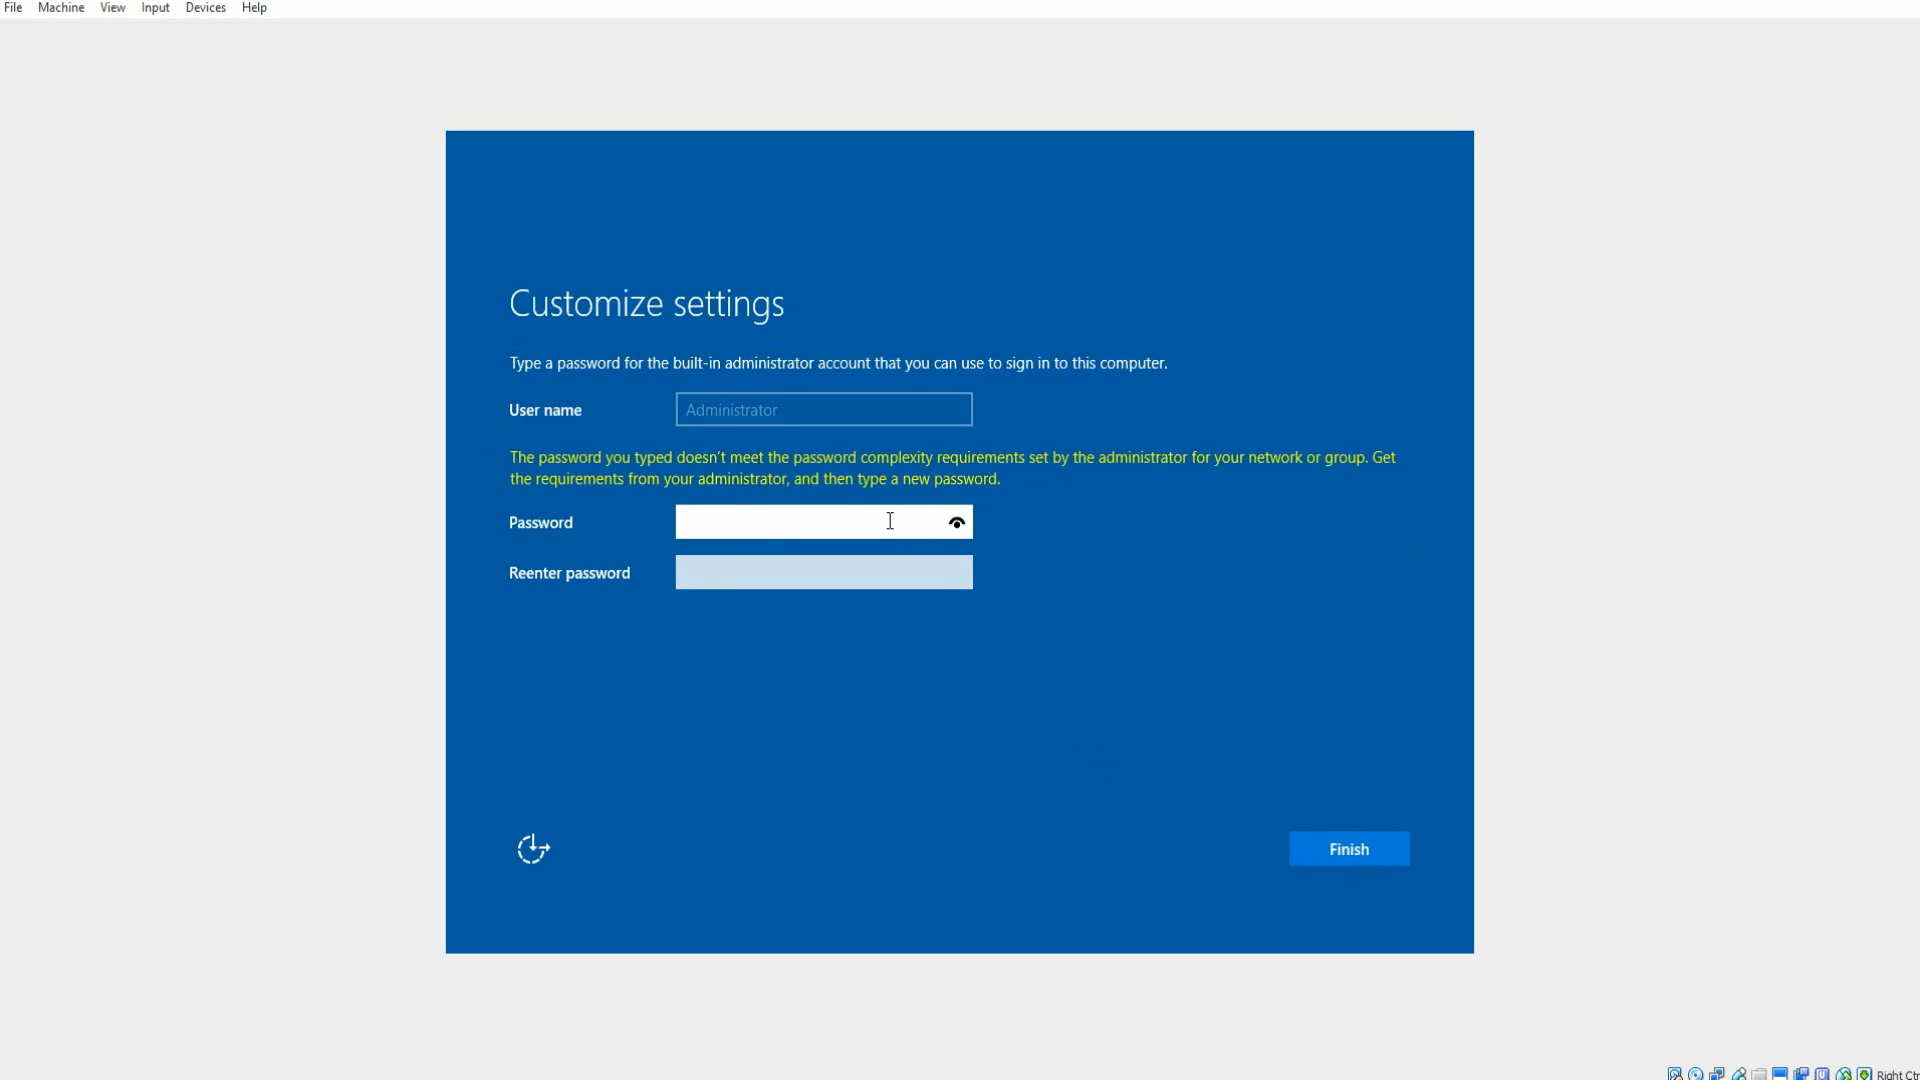 File Machine View Input Devices Help
Customize settings
Type a password for the built-in administrator account that you can use to sign in to this computer.
User name Administrator
The password you typed doesn't meet the password complexity requirements set by the administrator for your network or group. Get
the requirements from your administrator, and then type a new password.
Password
Reenter password
Finish
Right Ctr